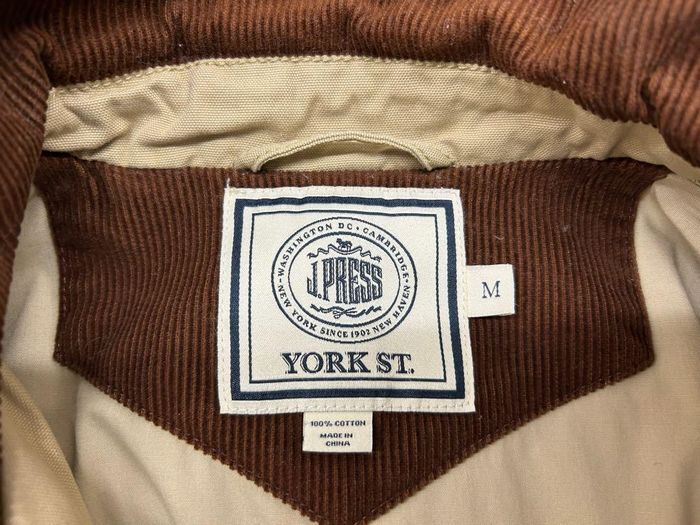 WASHINGTON DC · CAMBRIDGE ·
J.PRESS
NEW YORK SINCE 1902 NEW HAVEN
YORK ST.
M
100% COTTON
MADE IN
CHINA